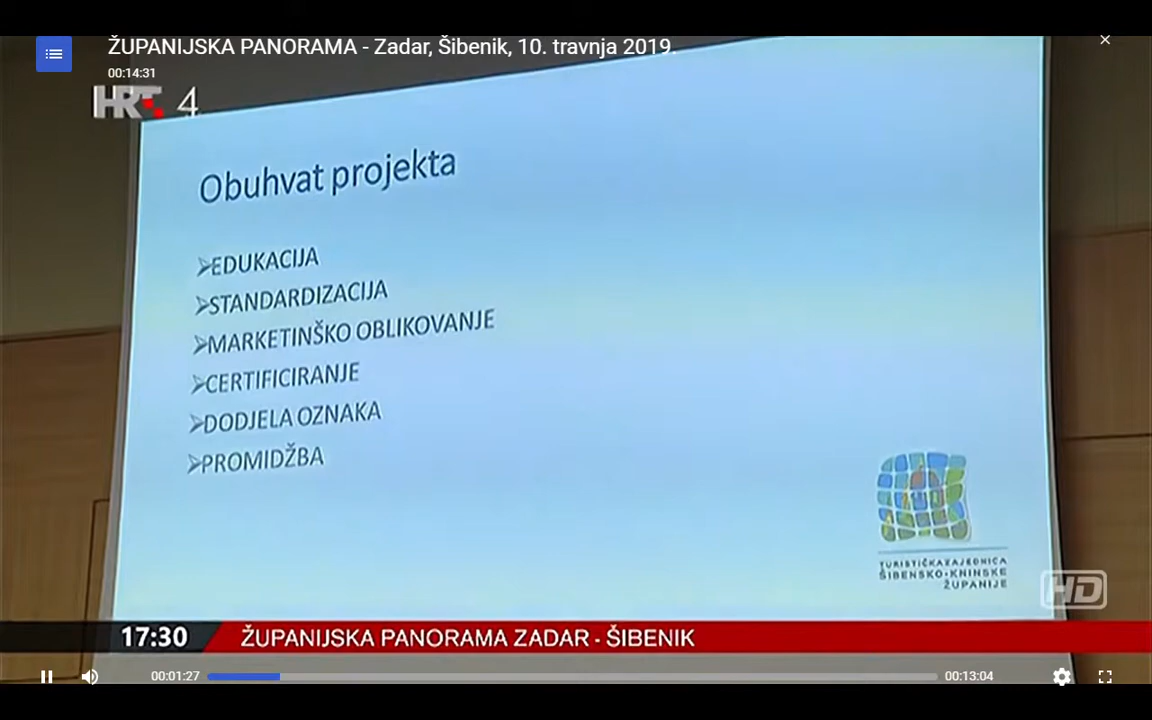 ŽUPANIJSKA PANORAMA - Zadar, Šibenik, 10. travnja 2019.
00:14:31
HRT 4
Obuhvat projekta
EDUKACIJA
STANDARDIZACIJA
MARKETINŠKO OBLIKOVANJE
CERTIFICIRANJE
DODJELA OZNAKA
PROMIDŽBA
TURISTIČKA ZAJEDNICA
ŠIBENSKO-KNINSKE
ŽUPANIJE
HD
17:30 ŽUPANIJSKA PANORAMA ZADAR - ŠIBENIK
00:01:27 00:13:04